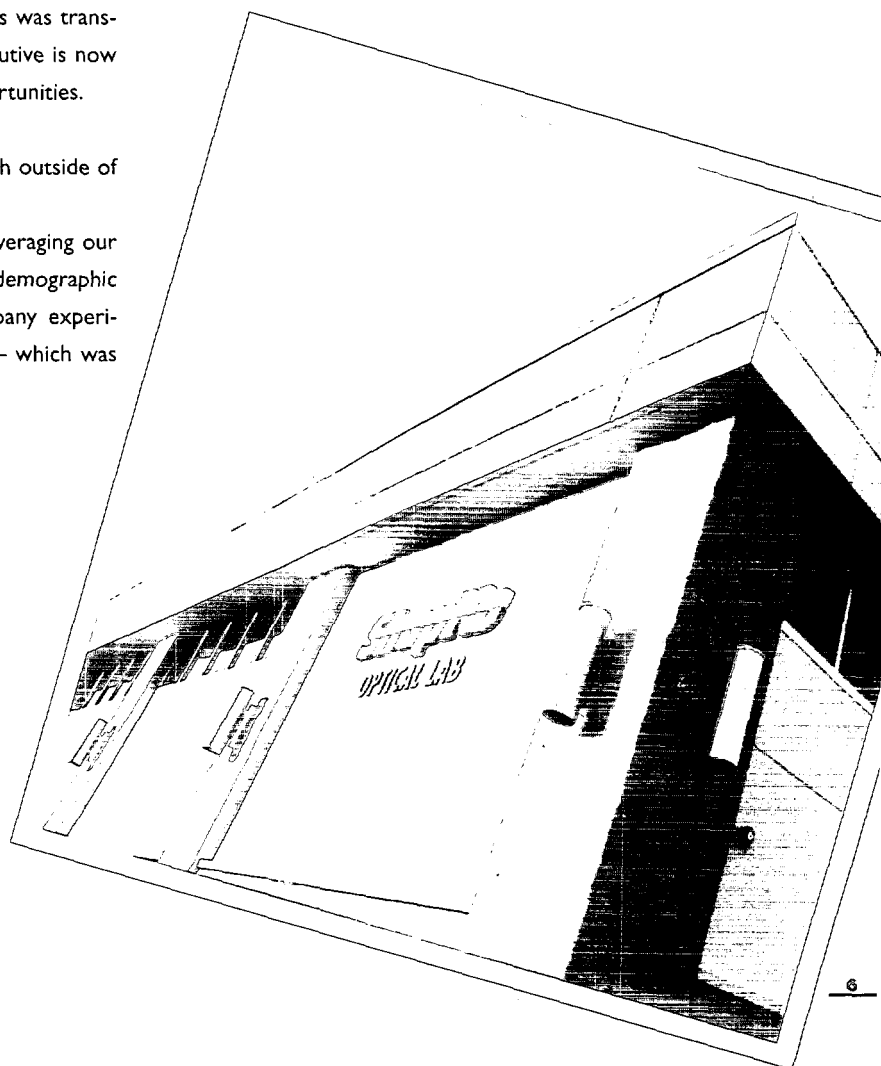 s was trans-
utive is now
rtunities.
h outside of
veraging our
demographic
pany experi-
– which was
OPTICAL LAB
6